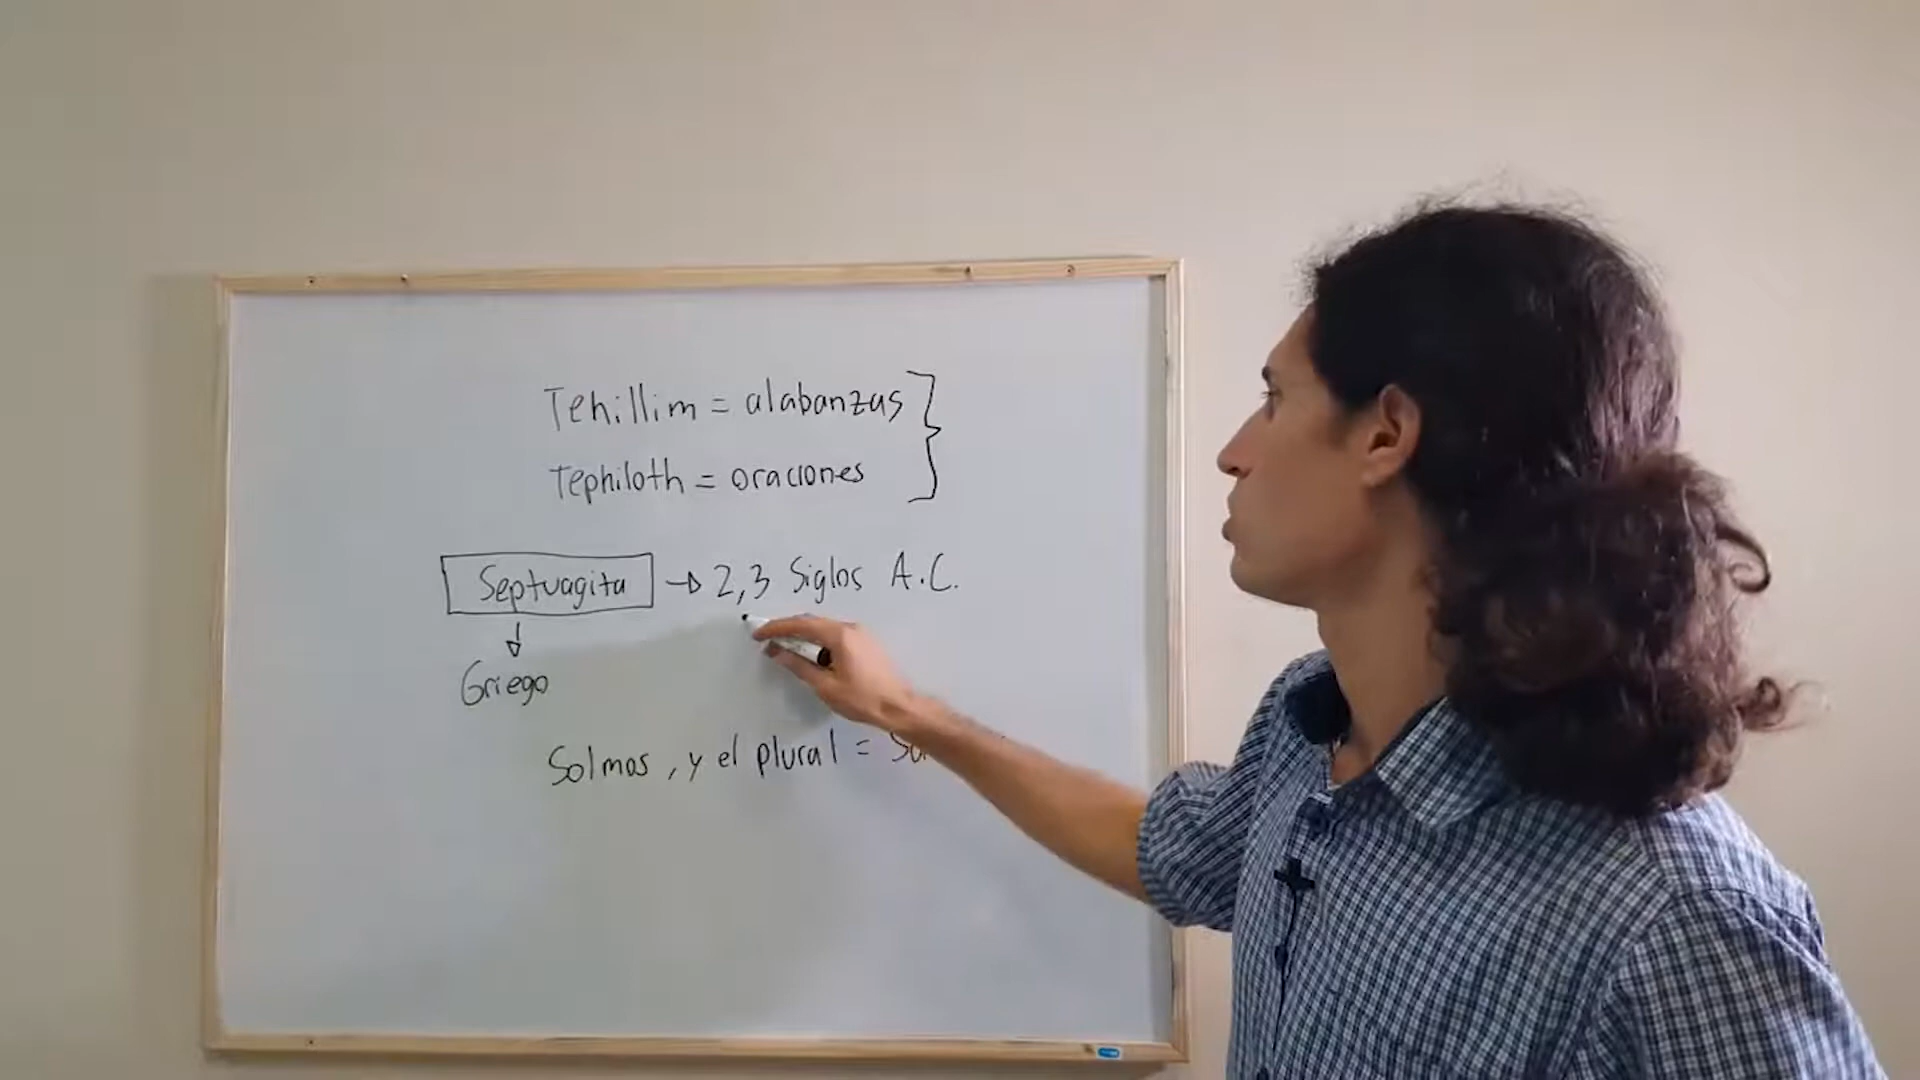 Tehillim = alabanzas
Tephiloth = oraciones
Septuagita → 2,3 Siglos A.C.
Griego
Solmos, y el plural =